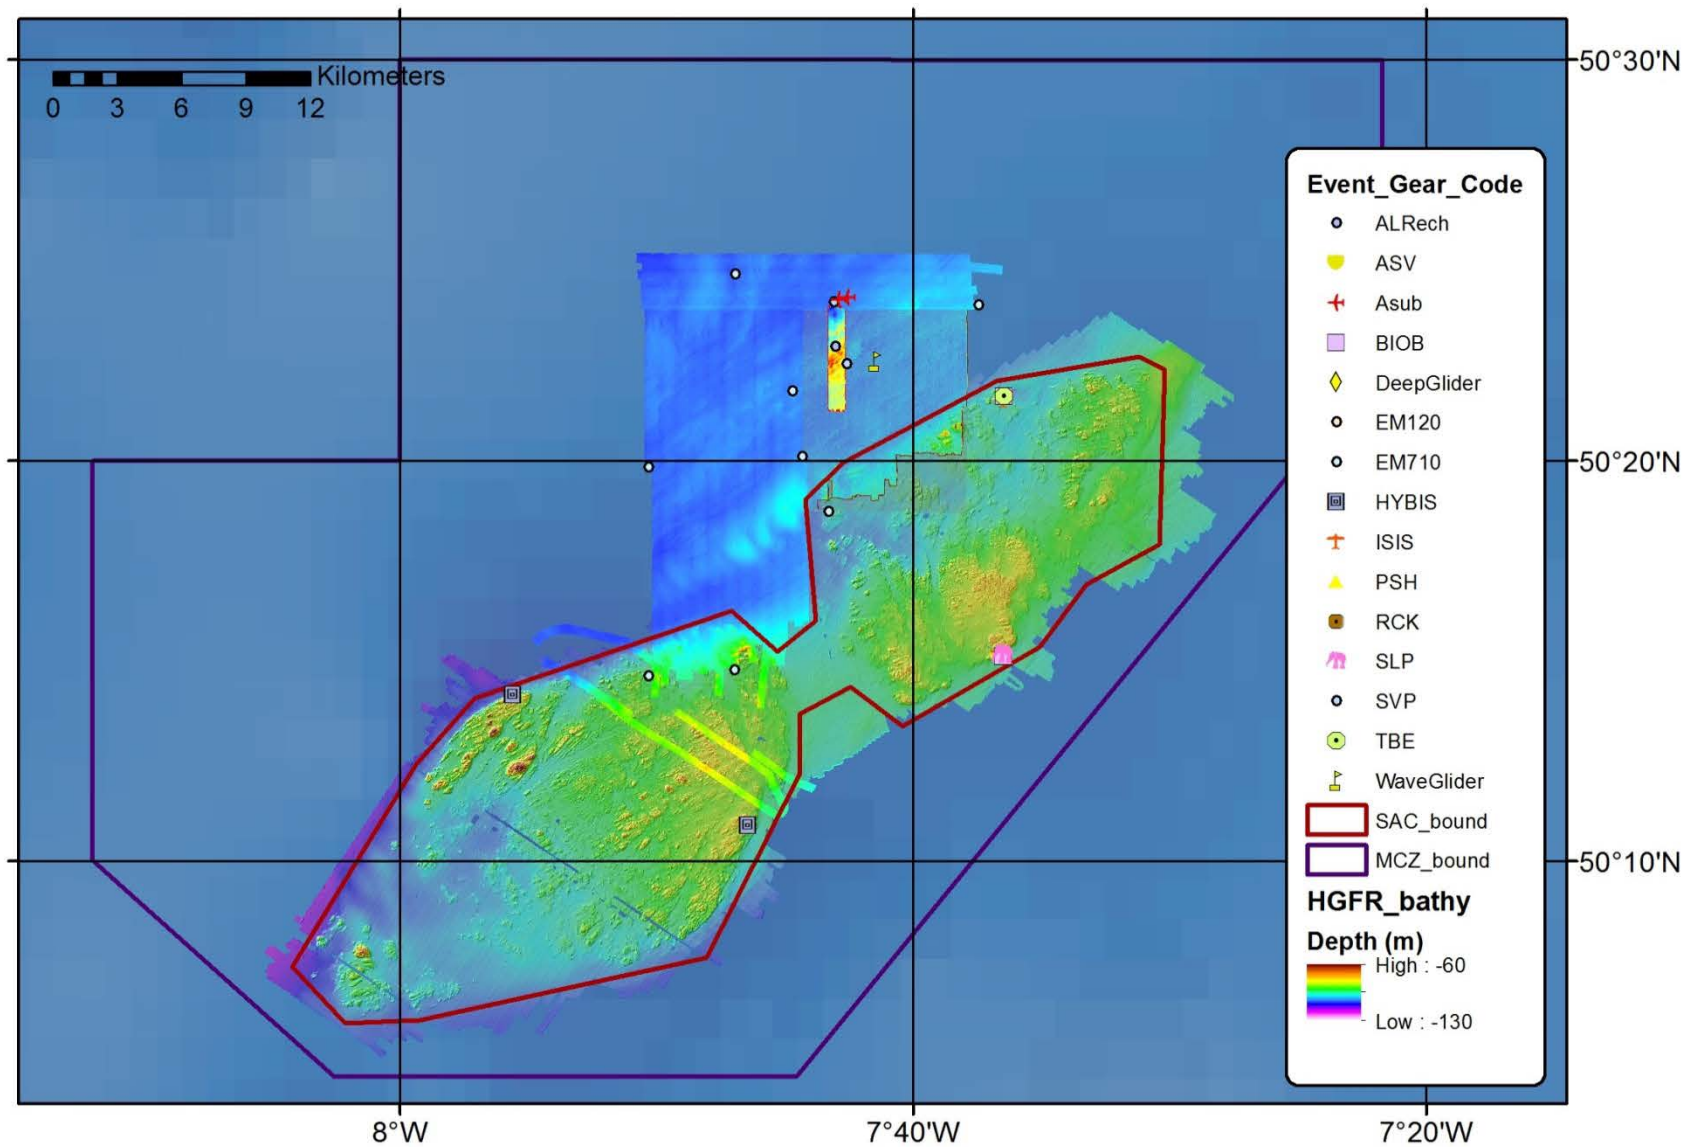 Kilometers
0 3 6 9 12
50°30'N
50°20'N
50°10'N
8°W 7°40'W 7°20'W
Event_Gear_Code
ALRech
ASV
Asub
BIOB
DeepGlider
EM120
EM710
HYBIS
ISIS
PSH
RCK
SLP
SVP
TBE
WaveGlider
SAC_bound
MCZ_bound
HGFR_bathy
Depth (m)
High : -60
Low : -130